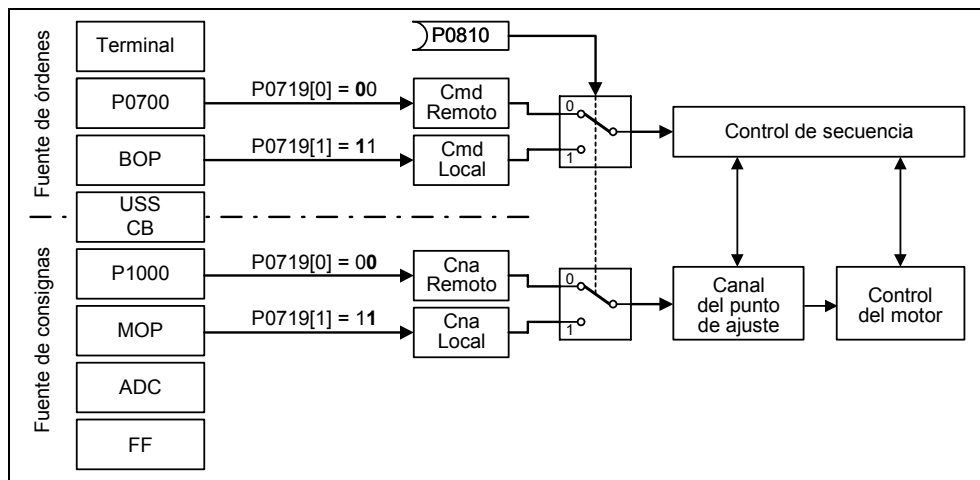 Fuente de órdenes
Terminal
P0700
BOP
USS
CB
Fuente de consignas
P1000
MOP
ADC
FF
P0719[0] = 00
P0719[1] = 11
P0719[0] = 00
P0719[1] = 11
P0810
Cmd
Remoto
Cmd
Local
Cna
Remoto
Cna
Local
0
1
0
1
Control de secuencia
Canal
del punto
de ajuste
Control
del motor